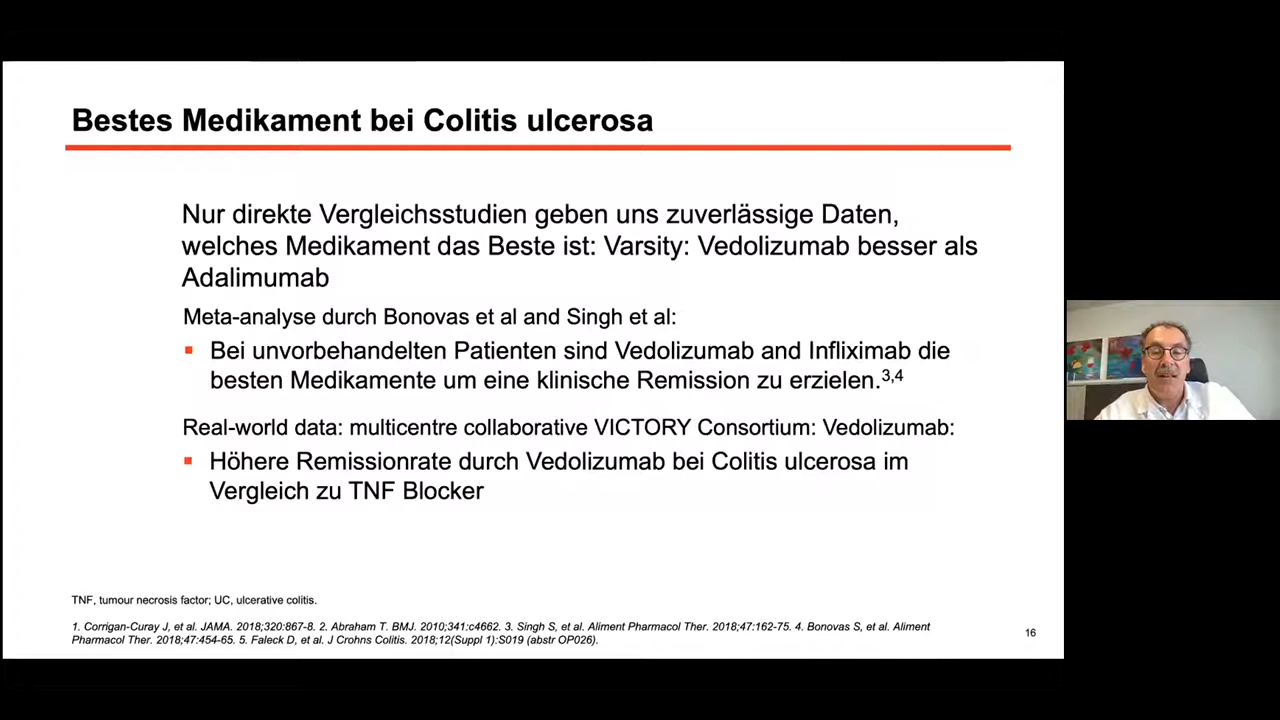 Bestes Medikament bei Colitis ulcerosa
Nur direkte Vergleichsstudien geben uns zuverlässige Daten,
welches Medikament das Beste ist: Varsity: Vedolizumab besser als
Adalimumab
Meta-analyse durch Bonovas et al and Singh et al:
▪ Bei unvorbehandelten Patienten sind Vedolizumab and Infliximab die
besten Medikamente um eine klinische Remission zu erzielen.³,⁴
Real-world data: multicentre collaborative VICTORY Consortium: Vedolizumab:
▪ Höhere Remissionrate durch Vedolizumab bei Colitis ulcerosa im
Vergleich zu TNF Blocker
TNF, tumour necrosis factor; UC, ulcerative colitis.
1. Corrigan-Curay J, et al. JAMA. 2018;320:867-8. 2. Abraham T. BMJ. 2010;341:c4662. 3. Singh S, et al. Aliment Pharmacol Ther. 2018;47:162-75. 4. Bonovas S, et al. Aliment
Pharmacol Ther. 2018;47:454-65. 5. Faleck D, et al. J Crohns Colitis. 2018;12(Suppl 1):S019 (abstr OP026).
16